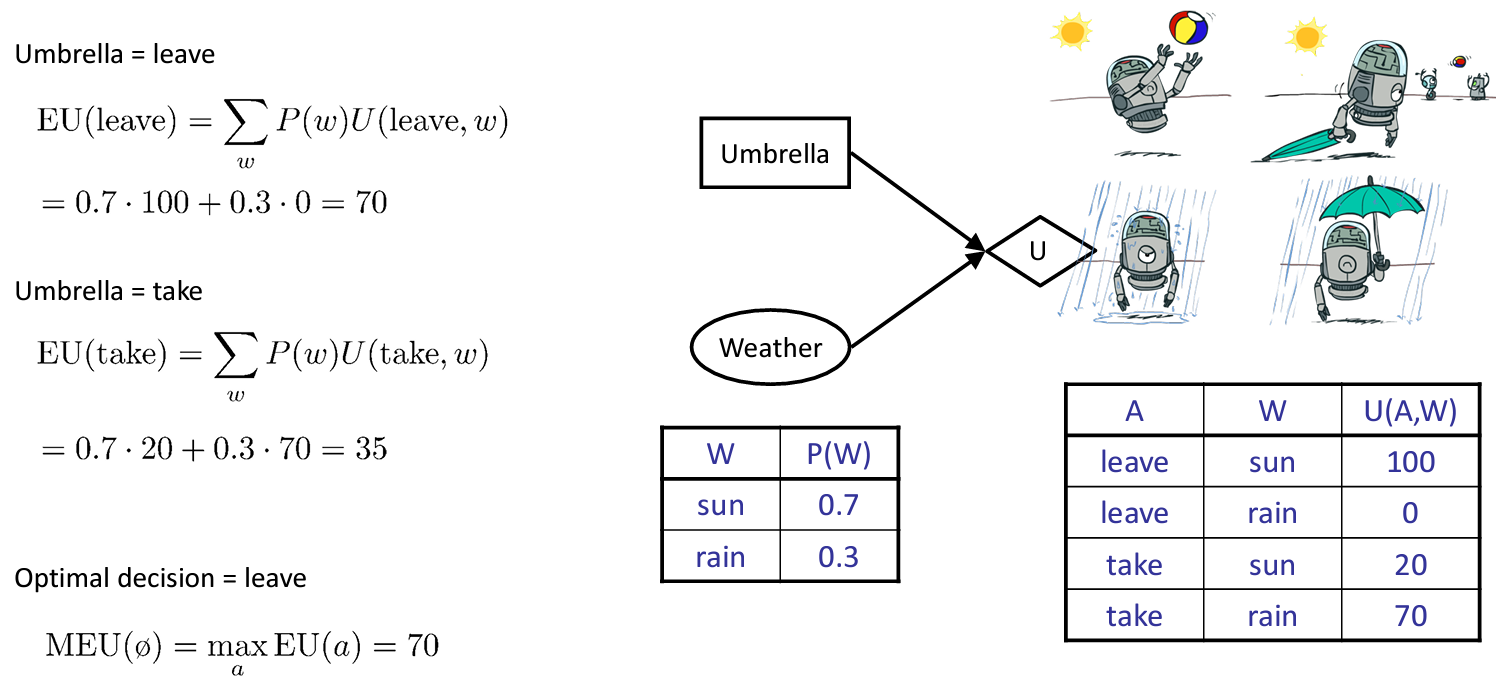 Umbrella = leave
EU(leave) = ∑_w P(w)U(leave, w)
= 0.7 · 100 + 0.3 · 0 = 70
Umbrella = take
EU(take) = ∑_w P(w)U(take, w)
= 0.7 · 20 + 0.3 · 70 = 35
Optimal decision = leave
MEU(ø) = max_a EU(a) = 70
Umbrella
U
Weather
W P(W)
sun 0.7
rain 0.3
A W U(A,W)
leave sun 100
leave rain 0
take sun 20
take rain 70